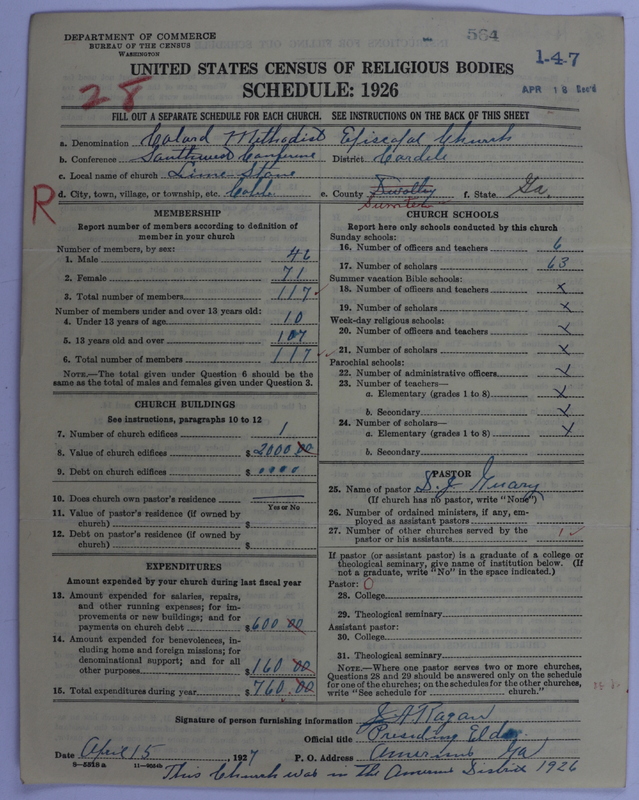 564
DEPARTMENT OF COMMERCE
BUREAU OF THE CENSUS
WASHINGTON
1-4-7
APR 18 Rec'd
UNITED STATES CENSUS OF RELIGIOUS BODIES
28
SCHEDULE: 1926
FILL OUT A SEPARATE SCHEDULE FOR EACH CHURCH. SEE INSTRUCTIONS ON THE BACK OF THIS SHEET
a. Denomination Colard Methodist Episcopal Church
b. Conference Southwest Conference District Cordele
c. Local name of church Lime Stone
R d. City, town, village, or township, etc. Cobb. e. County f. State Ga.
Sumter
MEMBERSHIP
Report number of members according to definition of member in your church
Number of members, by sex:
1. Male 46
2. Female 71
3. Total number of members 117
Number of members under and over 13 years old:
4. Under 13 years of age 10
5. 13 years old and over 107
6. Total number of members 117
NOTE.—The total given under Question 6 should be the same as the total of males and females given under Question 3.
CHURCH BUILDINGS
See instructions, paragraphs 10 to 12
7. Number of church edifices 1
8. Value of church edifices $2000 00
9. Debt on church edifices $ 0000
10. Does church own pastor's residence
Yes or No
11. Value of pastor's residence (if owned by church) $
12. Debt on pastor's residence (if owned by church) $
EXPENDITURES
Amount expended by your church during last fiscal year
13. Amount expended for salaries, repairs, and other running expenses; for improvements or new buildings; and for payments on church debt $600 00
14. Amount expended for benevolences, including home and foreign missions; for denominational support; and for all other purposes $160 00
15. Total expenditures during year $760.00
CHURCH SCHOOLS
Report here only schools conducted by this church
Sunday schools:
16. Number of officers and teachers 6
17. Number of scholars 63
Summer vacation Bible schools:
18. Number of officers and teachers X
19. Number of scholars X
Week-day religious schools:
20. Number of officers and teachers X
21. Number of scholars X
Parochial schools:
22. Number of administrative officers X
23. Number of teachers—
a. Elementary (grades 1 to 8) X
b. Secondary X
24. Number of scholars—
a. Elementary (grades 1 to 8) X
b. Secondary
PASTOR
25. Name of pastor
(If church has no pastor, write "None")
26. Number of ordained ministers, if any, employed as assistant pastors
27. Number of other churches served by the pastor or his assistants 1
If pastor (or assistant pastor) is a graduate of a college or theological seminary, give name of institution below. (If not a graduate, write "No" in the space indicated.)
Pastor: 0
28. College
29. Theological seminary
Assistant pastor:
30. College
31. Theological seminary
NOTE.—Where one pastor serves two or more churches, Questions 28 and 29 should be answered only on the schedule for one of the churches; on the schedules for the other churches, write "See schedule for church."
Signature of person furnishing information J A Ragan
Official title Presiding Elder
Date April 15, 1927 P. O. Address Americus Ga
8-5518a
This Church was in the Americus District 1926